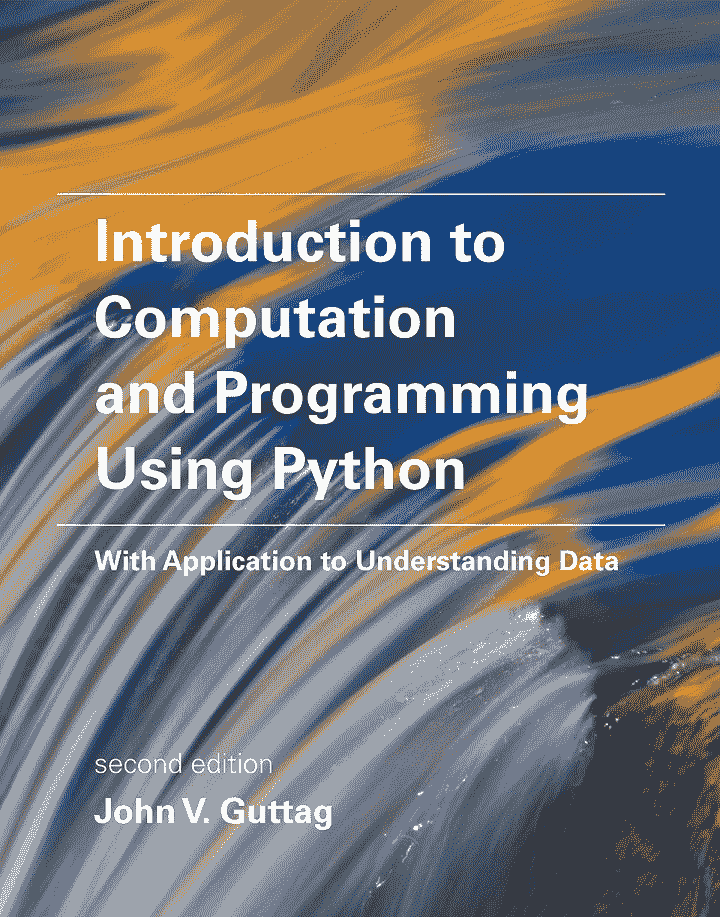 Introduction to
Computation
and Programming
Using Python
With Application to Understanding Data
second edition
John V. Guttag